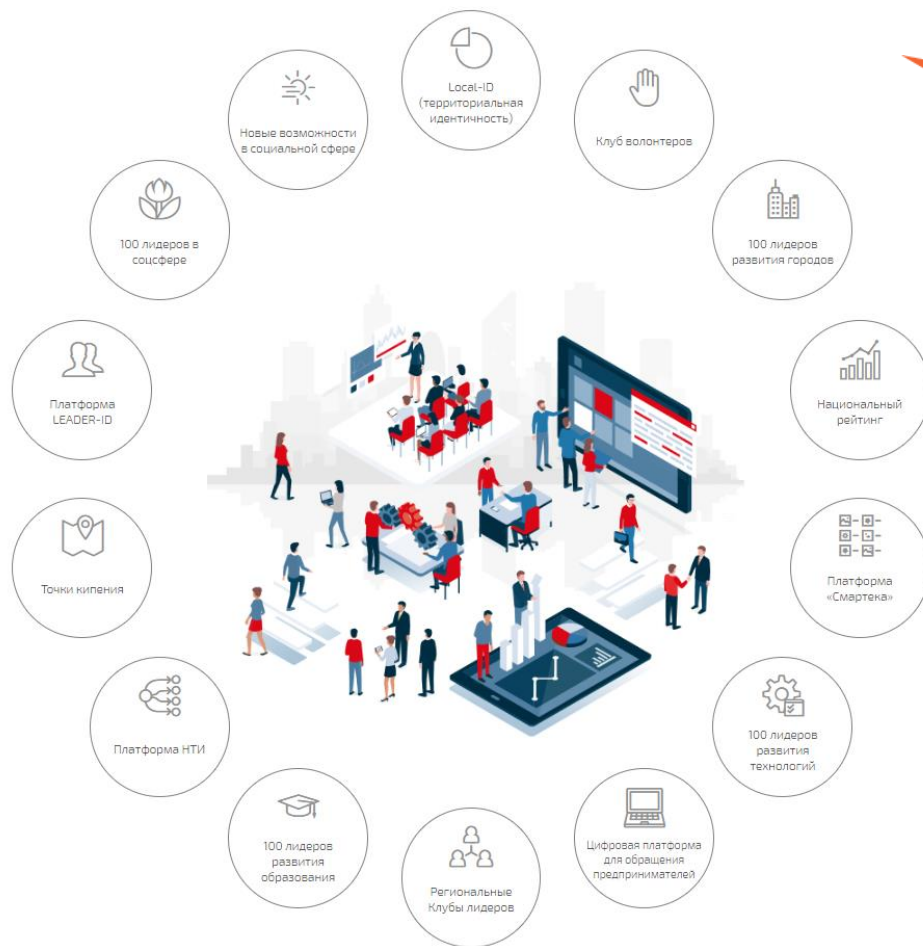 Local-ID
(территориальная
идентичность)
Клуб волонтеров
100 лидеров
развития городов
Национальный
рейтинг
Платформа
«Смартека»
100 лидеров
развития
технологий
Цифровая платформа
для обращения
предпринимателей
Региональные
Клубы лидеров
100 лидеров
развития
образования
Платформа НТИ
Точки кипения
Платформа
LEADER-ID
100 лидеров в
соцсфере
Новые возможности
в социальной сфере